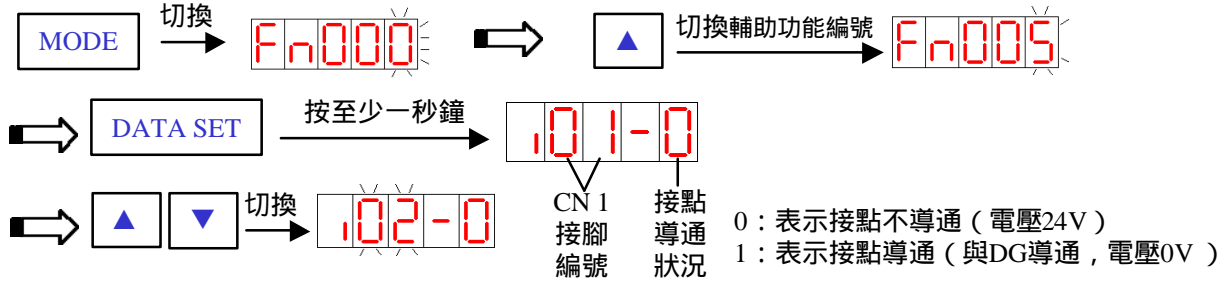 MODE 切換 Fn000 ▲ 切換輔助功能編號 Fn005
DATA SET 按至少一秒鐘 i01-0
▲ ▼ 切換 i02-0
CN 1
接腳
編號
接點
導通
狀況
0：表示接點不導通（電壓24V）
1：表示接點導通（與DG導通，電壓0V ）